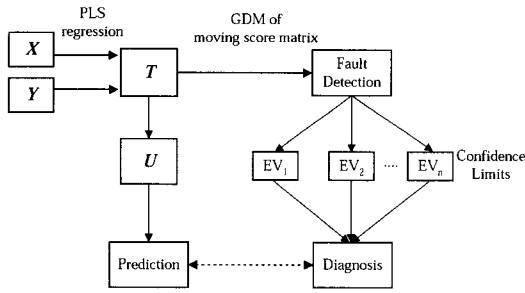 PLS
regression
GDM of
moving score matrix
X
Y
T
Fault
Detection
U
EV1
EV2
....
EVn
Confidence
Limits
Prediction
Diagnosis